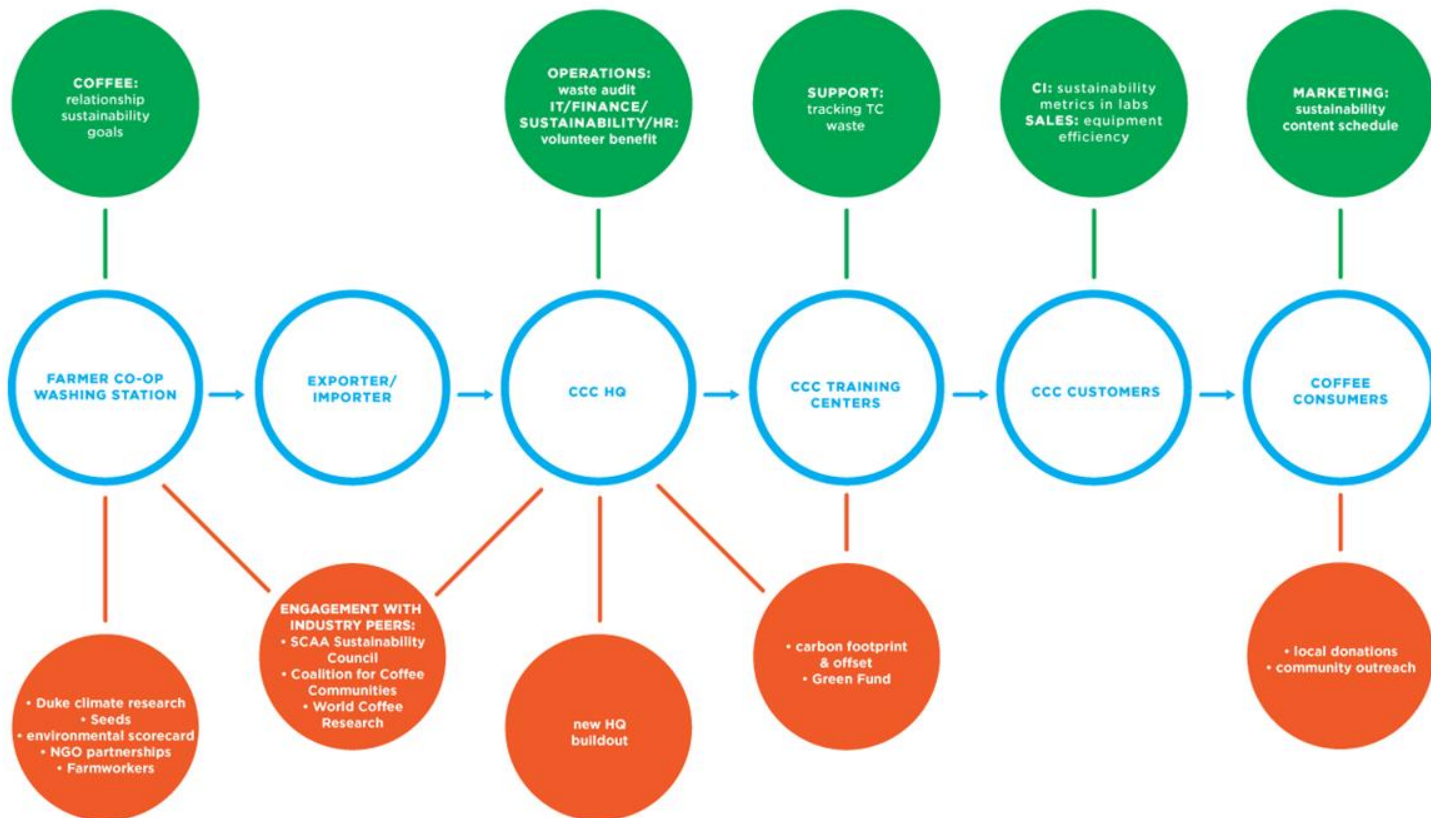 COFFEE:
relationship
sustainability
goals
OPERATIONS:
waste audit
IT/FINANCE/
SUSTAINABILITY/HR:
volunteer benefit
SUPPORT:
tracking TC
waste
CI: sustainability
metrics in labs
SALES: equipment
efficiency
MARKETING:
sustainability
content schedule
FARMER CO-OP
WASHING STATION
EXPORTER/
IMPORTER
CCC HQ
CCC TRAINING
CENTERS
CCC CUSTOMERS
COFFEE
CONSUMERS
• Duke climate research
• Seeds
• environmental scorecard
• NGO partnerships
• Farmworkers
ENGAGEMENT WITH
INDUSTRY PEERS:
• SCAA Sustainability
Council
• Coalition for Coffee
Communities
• World Coffee
Research
new HQ
buildout
• carbon footprint
& offset
• Green Fund
• local donations
• community outreach